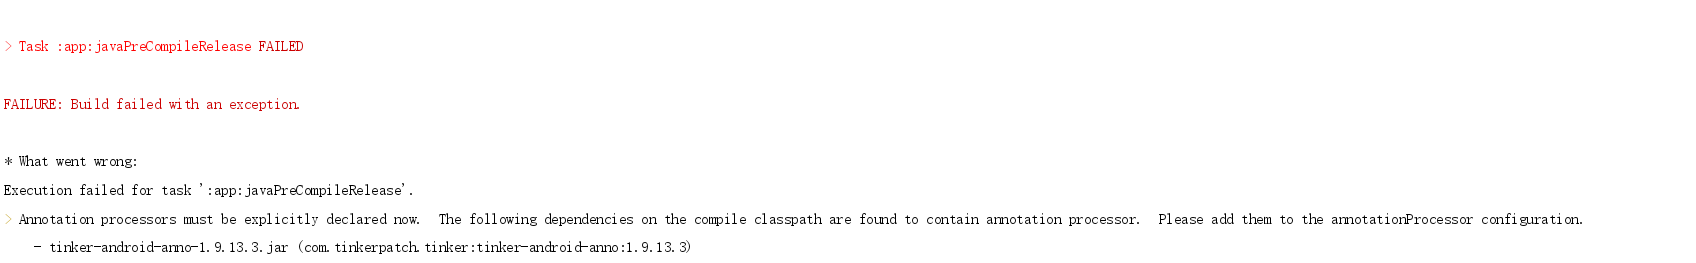 > Task :app:javaPreCompileRelease FAILED
FAILURE: Build failed with an exception.
* What went wrong:
Execution failed for task ':app:javaPreCompileRelease'.
> Annotation processors must be explicitly declared now.  The following dependencies on the compile classpath are found to contain annotation processor.  Please add them to the annotationProcessor configuration.
    - tinker-android-anno-1.9.13.3.jar (com.tinkerpatch.tinker:tinker-android-anno:1.9.13.3)